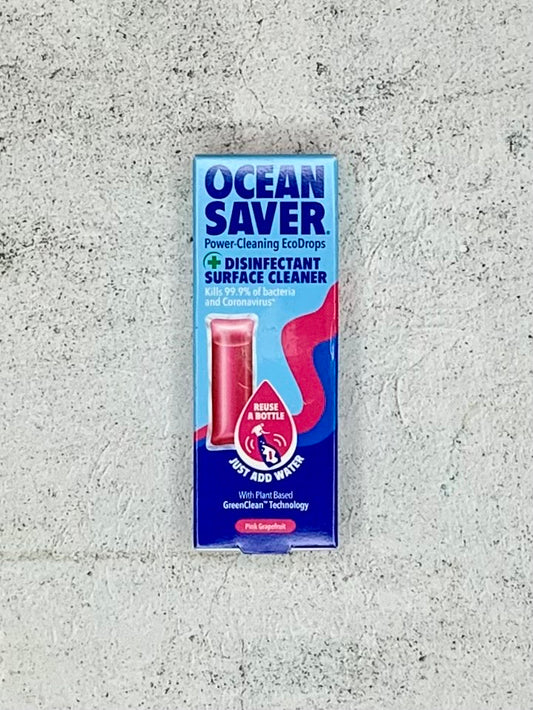 OCEAN
SAVER®
Power-Cleaning EcoDrops
DISINFECTANT
SURFACE CLEANER
Kills 99.9% of bacteria
and Coronavirus*
REUSE
A BOTTLE
JUST ADD WATER
With Plant Based
GreenClean™ Technology
Pink Grapefruit